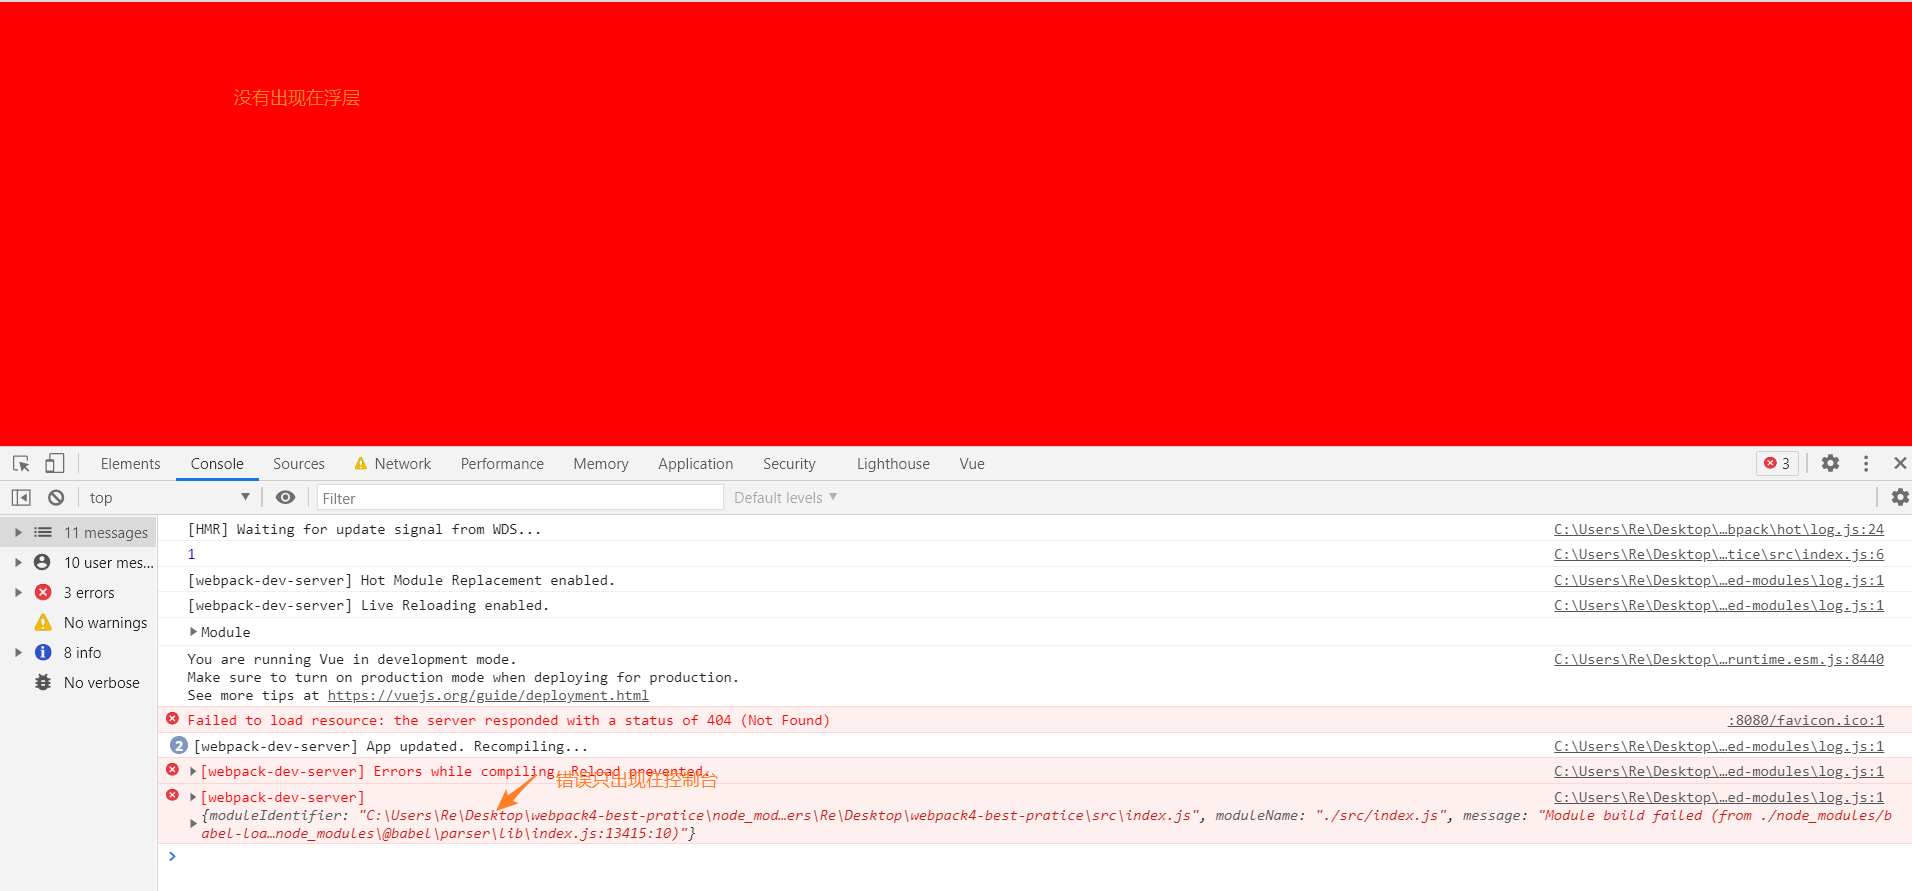 没有出现在浮层
Elements Console Sources Network Performance Memory Application Security Lighthouse Vue 3
top Filter Default levels
11 messages
10 user mes...
3 errors
No warnings
8 info
No verbose
[HMR] Waiting for update signal from WDS... C:\Users\Re\Desktop\…bpack\hot\log.js:24
1 C:\Users\Re\Desktop\…tice\src\index.js:6
[webpack-dev-server] Hot Module Replacement enabled. C:\Users\Re\Desktop\…ed-modules\log.js:1
[webpack-dev-server] Live Reloading enabled. C:\Users\Re\Desktop\…ed-modules\log.js:1
Module
You are running Vue in development mode. C:\Users\Re\Desktop\…runtime.esm.js:8440
Make sure to turn on production mode when deploying for production.
See more tips at https://vuejs.org/guide/deployment.html
Failed to load resource: the server responded with a status of 404 (Not Found) :8080/favicon.ico:1
2 [webpack-dev-server] App updated. Recompiling... C:\Users\Re\Desktop\…ed-modules\log.js:1
[webpack-dev-server] Errors while compiling. Reload prevented. C:\Users\Re\Desktop\…ed-modules\log.js:1
错误只出现在控制台
[webpack-dev-server] C:\Users\Re\Desktop\…ed-modules\log.js:1
{moduleIdentifier: "C:\Users\Re\Desktop\webpack4-best-pratice\node_mod…ers\Re\Desktop\webpack4-best-pratice\src\index.js", moduleName: "./src/index.js", message: "Module build failed (from ./node_modules/b
abel-loa…node_modules\@babel\parser\lib\index.js:13415:10)"}